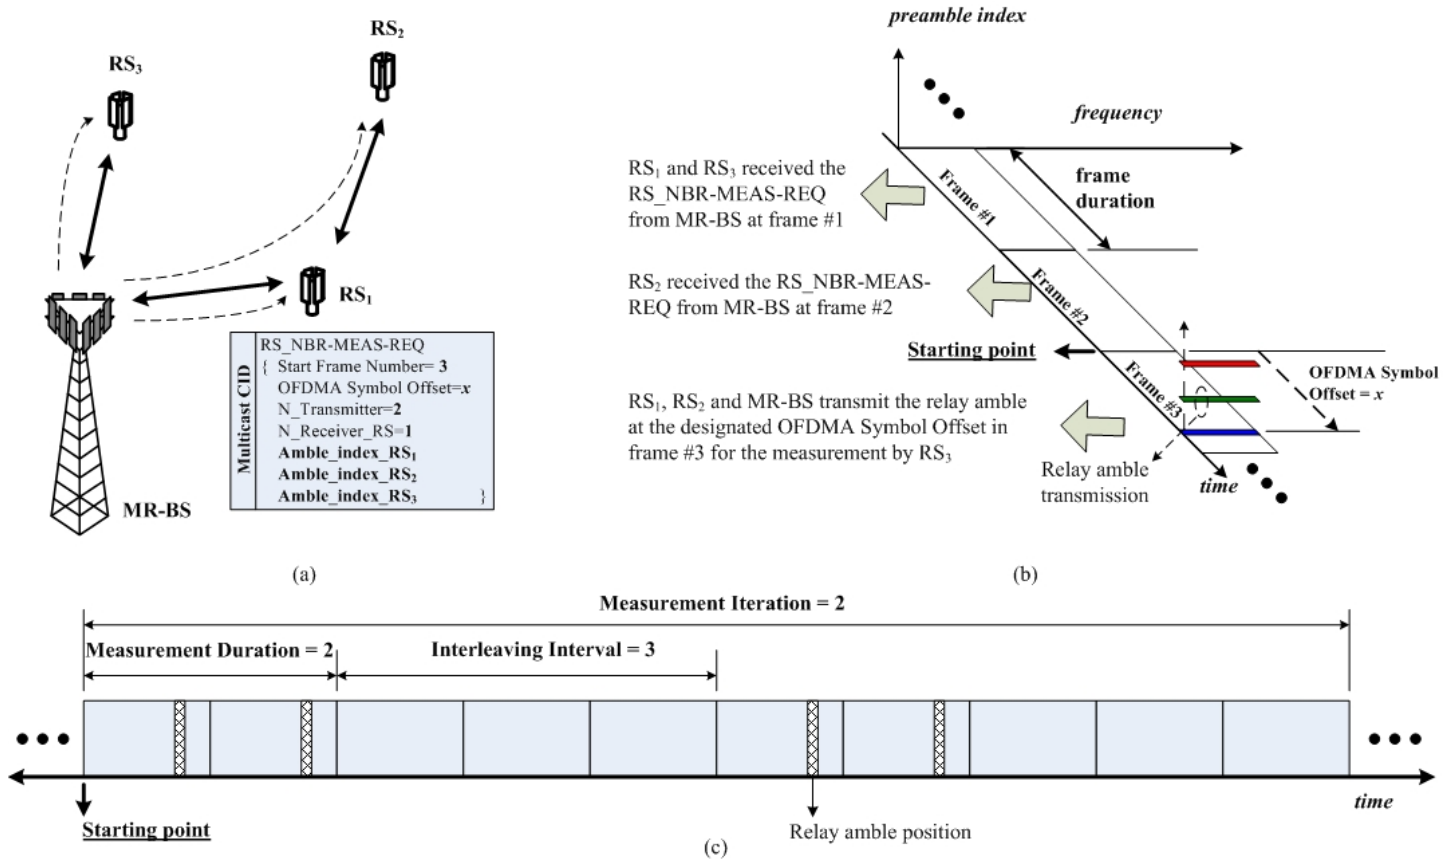 RS₂
RS₃
RS₁
RS_NBR-MEAS-REQ
{ Start Frame Number= 3
OFDMA Symbol Offset=x
N_Transmitter=2
N_Receiver_RS=1
Amble_index_RS₁
Amble_index_RS₂
Amble_index_RS₃ }
Multicast CID
MR-BS
(a)
preamble index
frequency
RS₁ and RS₃ received the
RS_NBR-MEAS-REQ
from MR-BS at frame #1
Frame #1
frame
duration
RS₂ received the RS_NBR-MEAS-
REQ from MR-BS at frame #2
Frame #2
Starting point
Frame #3
OFDMA Symbol
Offset = x
RS₁, RS₂ and MR-BS transmit the relay amble
at the designated OFDMA Symbol Offset in
frame #3 for the measurement by RS₃
Relay amble
transmission
time
(b)
Measurement Iteration = 2
Measurement Duration = 2
Interleaving Interval = 3
time
Starting point
Relay amble position
(c)